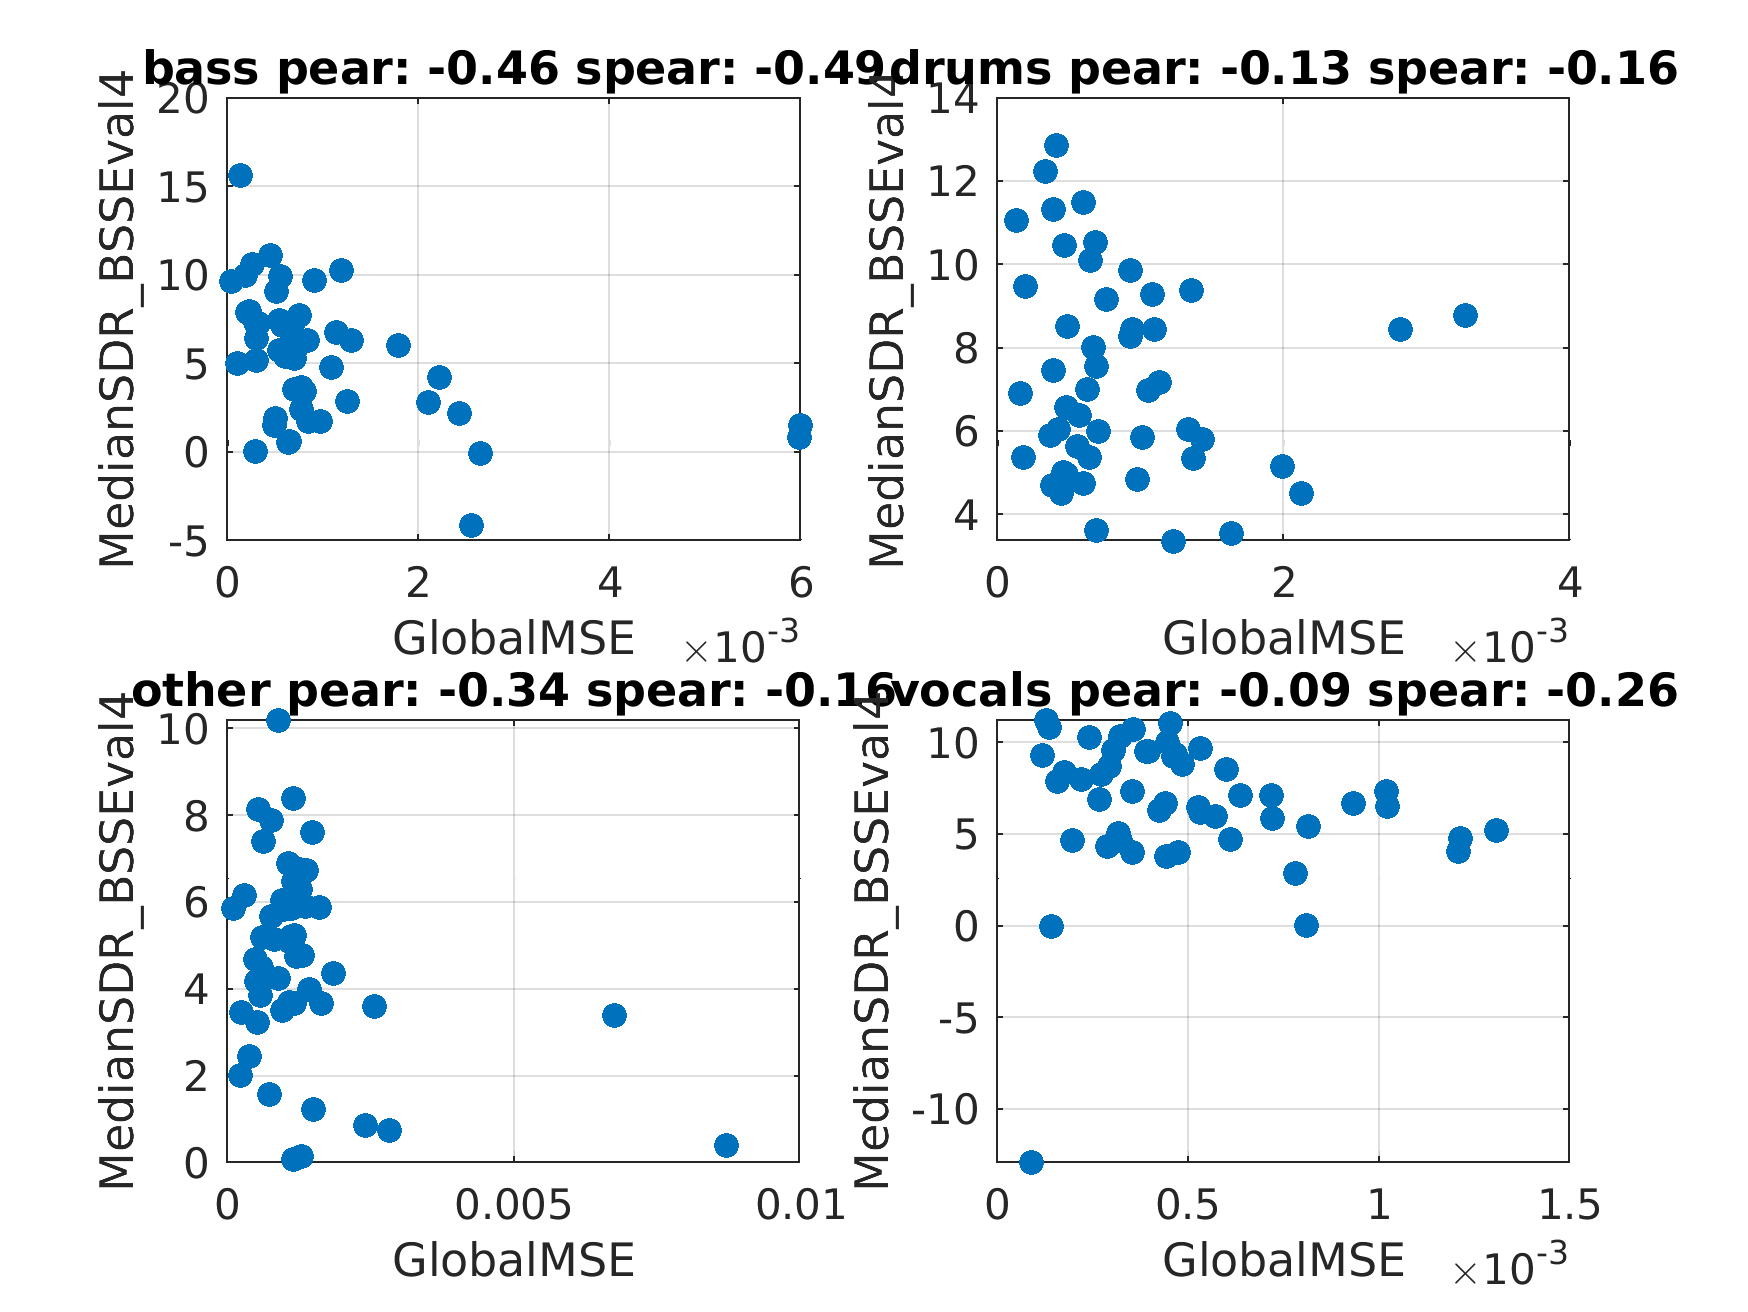 bass pear: -0.46 spear: -0.49
MedianSDR_BSSEval4
20
15
10
5
0
-5
0 2 4 6
GlobalMSE
×10-3
drums pear: -0.13 spear: -0.16
MedianSDR_BSSEval4
14
12
10
8
6
4
0 2 4
GlobalMSE
×10-3
other pear: -0.34 spear: -0.16
MedianSDR_BSSEval4
10
8
6
4
2
0
0 0.005 0.01
GlobalMSE
vocals pear: -0.09 spear: -0.26
MedianSDR_BSSEval4
10
5
0
-5
-10
0 0.5 1 1.5
GlobalMSE
×10-3